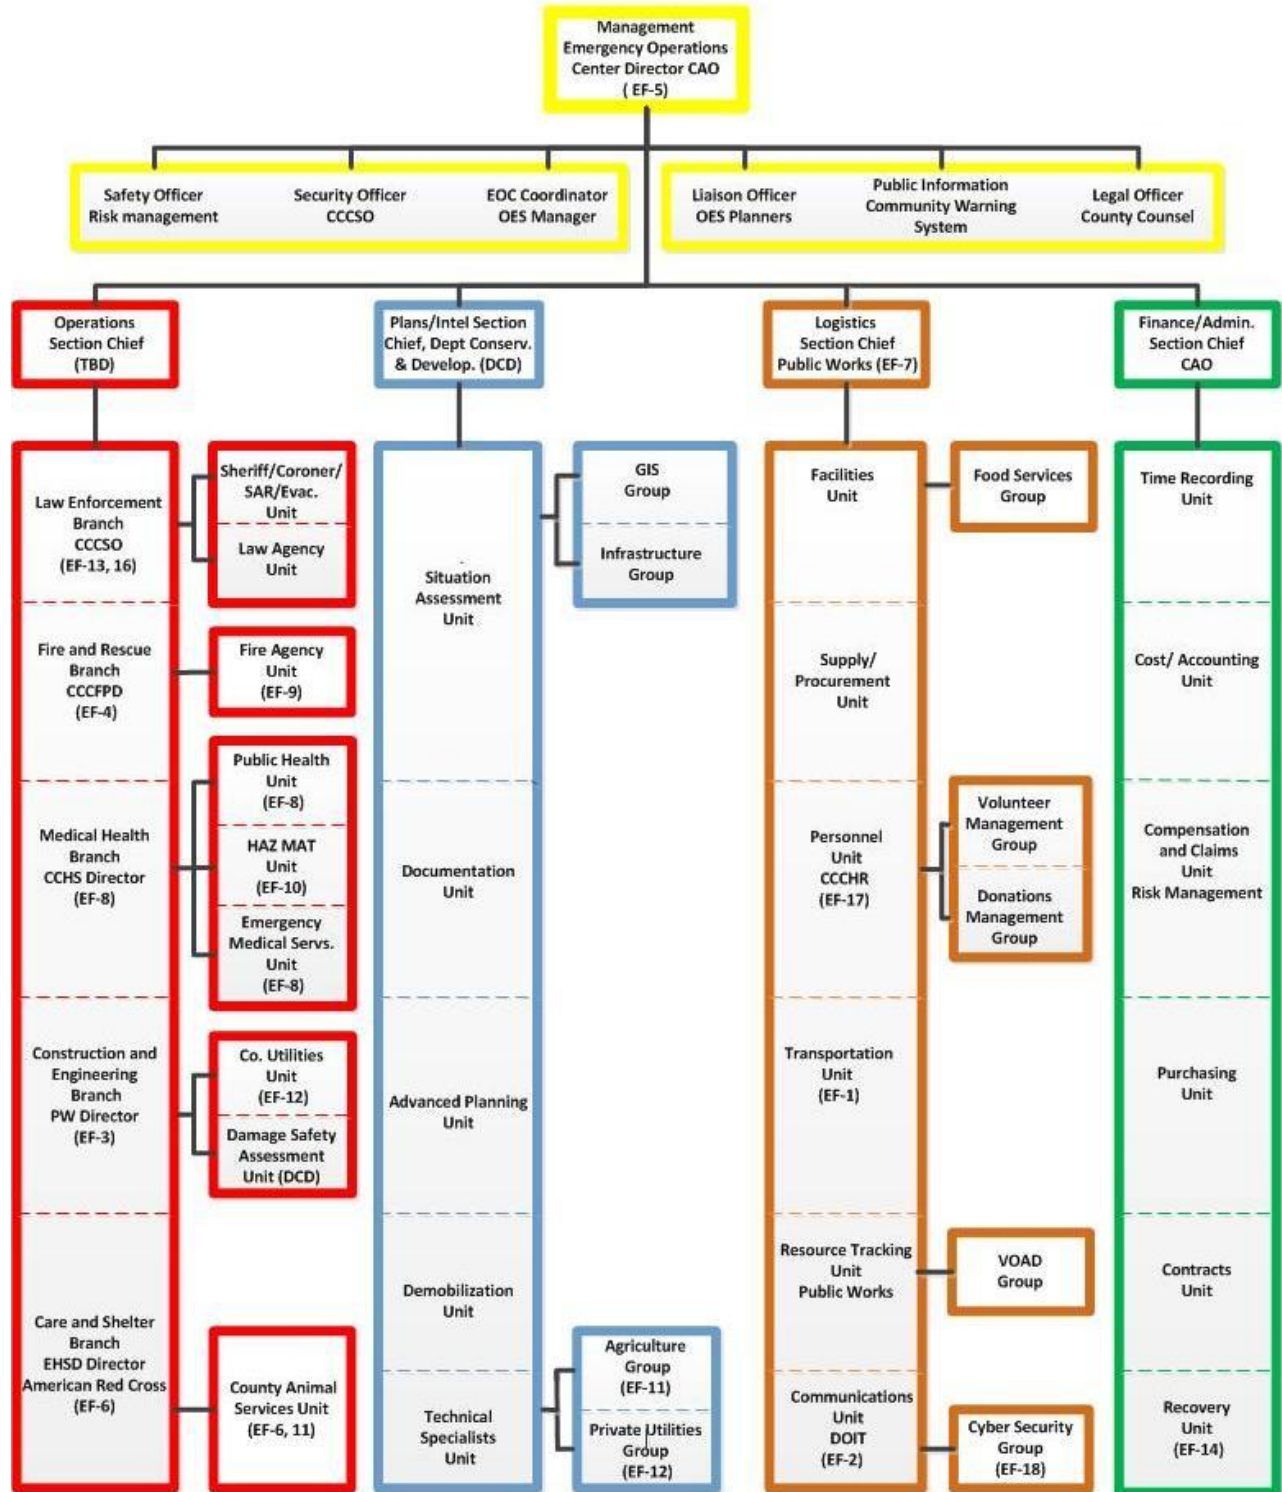 Management
Emergency Operations
Center Director CAO
( EF-5)
Safety Officer
Risk management
Security Officer
CCCSO
EOC Coordinator
OES Manager
Liaison Officer
OES Planners
Public Information
Community Warning
System
Legal Officer
County Counsel
Operations
Section Chief
(TBD)
Plans/Intel Section
Chief, Dept Conserv.
& Develop. (DCD)
Logistics
Section Chief
Public Works (EF-7)
Finance/Admin.
Section Chief
CAO
Law Enforcement
Branch
CCCSO
(EF-13, 16)
Sheriff/Coroner/
SAR/Evac.
Unit
Law Agency
Unit
Fire and Rescue
Branch
CCCFPD
(EF-4)
Fire Agency
Unit
(EF-9)
Medical Health
Branch
CCHS Director
(EF-8)
Public Health
Unit
(EF-8)
HAZ MAT
Unit
(EF-10)
Emergency
Medical Servs.
Unit
(EF-8)
Construction and
Engineering
Branch
PW Director
(EF-3)
Co. Utilities
Unit
(EF-12)
Damage Safety
Assessment
Unit (DCD)
Care and Shelter
Branch
EHSD Director
American Red Cross
(EF-6)
County Animal
Services Unit
(EF-6, 11)
Situation
Assessment
Unit
GIS
Group
Infrastructure
Group
Documentation
Unit
Advanced Planning
Unit
Demobilization
Unit
Technical
Specialists
Unit
Agriculture
Group
(EF-11)
Private Utilities
Group
(EF-12)
Facilities
Unit
Food Services
Group
Supply/
Procurement
Unit
Personnel
Unit
CCCHR
(EF-17)
Volunteer
Management
Group
Donations
Management
Group
Transportation
Unit
(EF-1)
Resource Tracking
Unit
Public Works
VOAD
Group
Communications
Unit
DOIT
(EF-2)
Cyber Security
Group
(EF-18)
Time Recording
Unit
Cost/ Accounting
Unit
Compensation
and Claims
Unit
Risk Management
Purchasing
Unit
Contracts
Unit
Recovery
Unit
(EF-14)